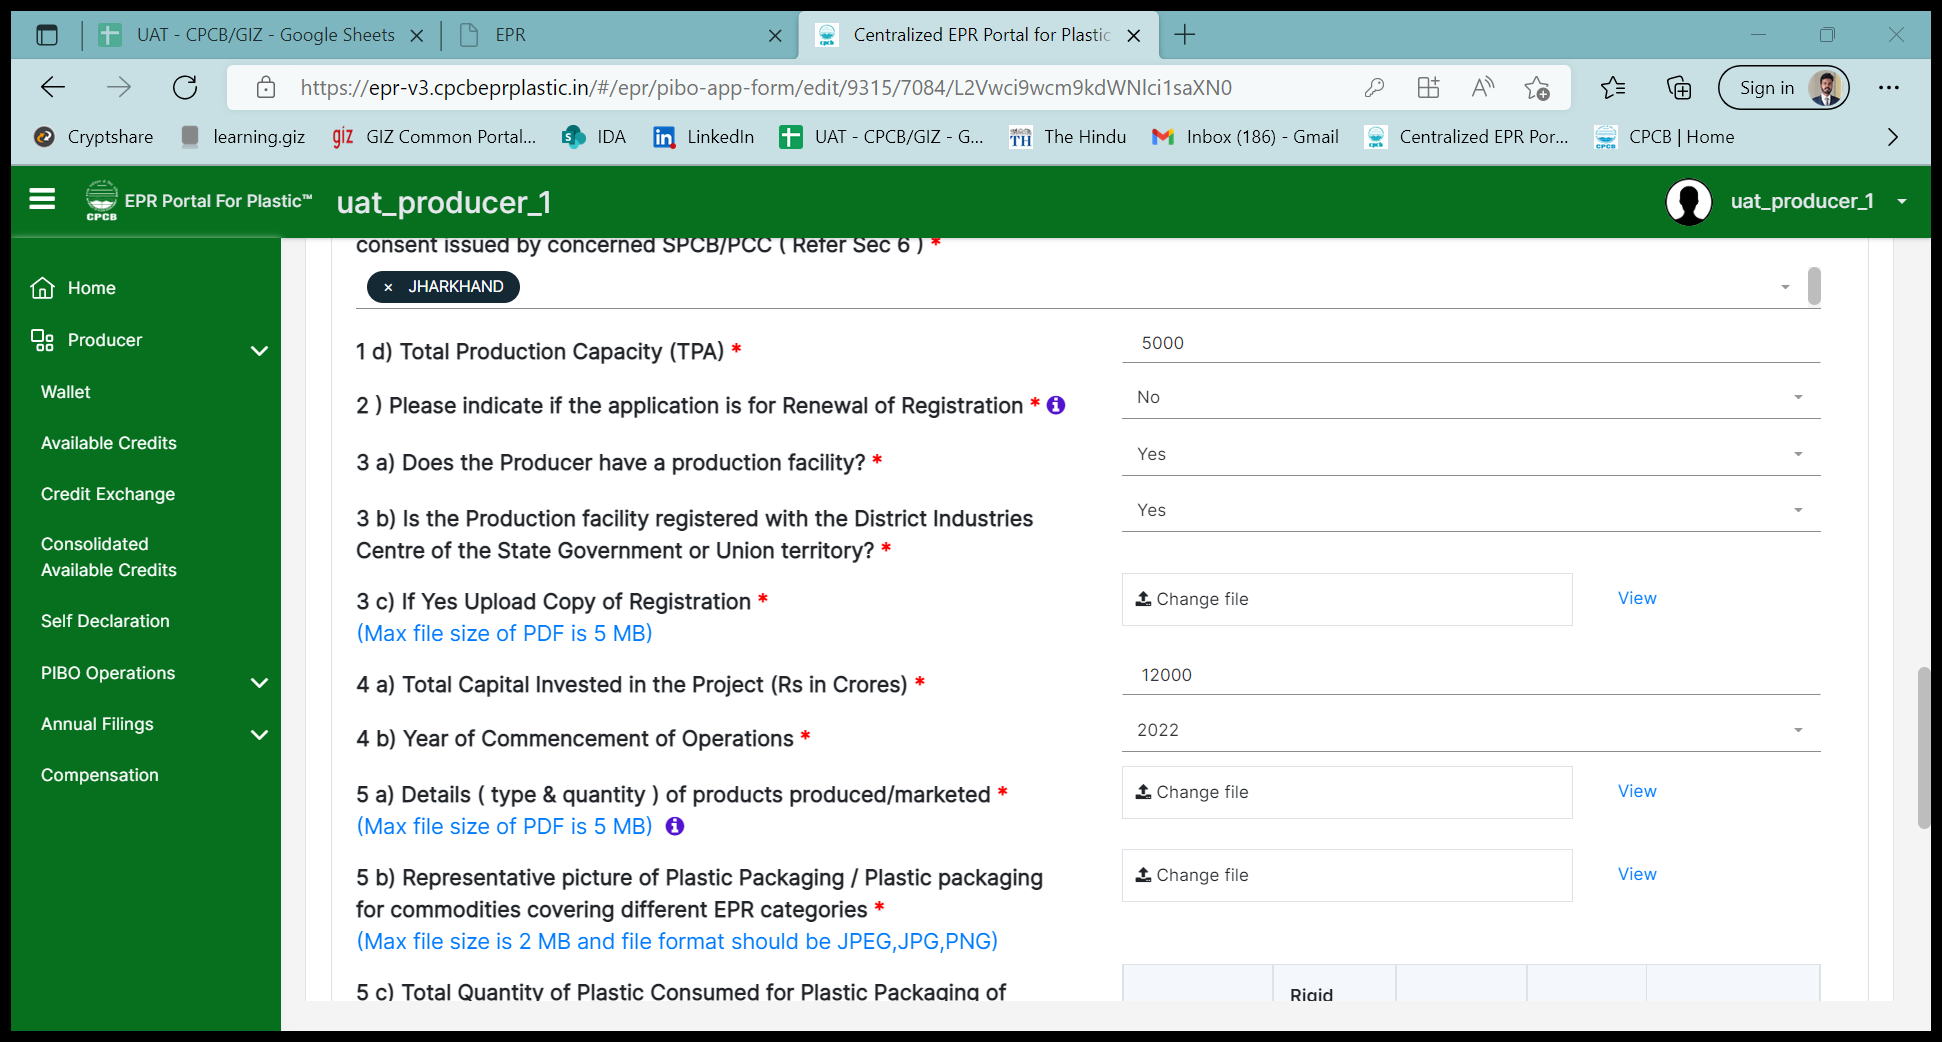 UAT - CPCB/GIZ - Google Sheets
EPR
Centralized EPR Portal for Plastic
https://epr-v3.cpcbeprplastic.in/#/epr/pibo-app-form/edit/9315/7084/L2Vwci9wcm9kdWNlci1saXN0
Sign in
Cryptshare
learning.giz
giz GIZ Common Portal...
IDA
LinkedIn
UAT - CPCB/GIZ - G...
TH The Hindu
Inbox (186) - Gmail
Centralized EPR Por...
CPCB | Home
CPCB EPR Portal For Plastic™
uat_producer_1
uat_producer_1
Home
Producer
Wallet
Available Credits
Credit Exchange
Consolidated
Available Credits
Self Declaration
PIBO Operations
Annual Filings
Compensation
consent issued by concerned SPCB/PCC ( Refer Sec 6 ) *
× JHARKHAND
1 d) Total Production Capacity (TPA) *
5000
2 ) Please indicate if the application is for Renewal of Registration *
No
3 a) Does the Producer have a production facility? *
Yes
3 b) Is the Production facility registered with the District Industries
Centre of the State Government or Union territory? *
Yes
3 c) If Yes Upload Copy of Registration *
(Max file size of PDF is 5 MB)
Change file
View
4 a) Total Capital Invested in the Project (Rs in Crores) *
12000
4 b) Year of Commencement of Operations *
2022
5 a) Details ( type & quantity ) of products produced/marketed *
(Max file size of PDF is 5 MB)
Change file
View
5 b) Representative picture of Plastic Packaging / Plastic packaging
for commodities covering different EPR categories *
(Max file size is 2 MB and file format should be JPEG,JPG,PNG)
Change file
View
5 c) Total Quantity of Plastic Consumed for Plastic Packaging of
Rigid